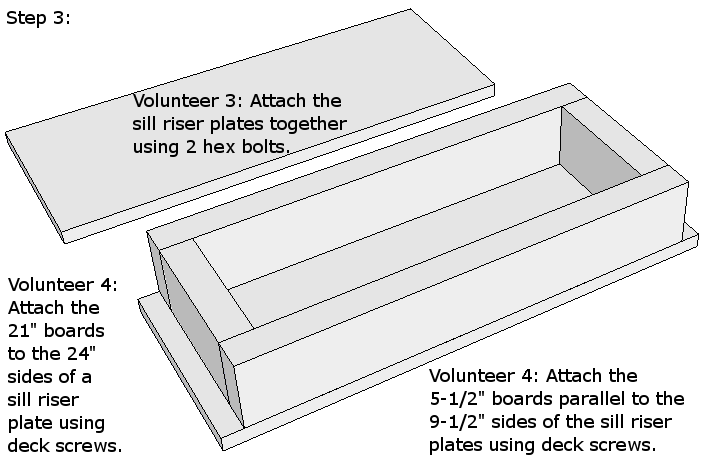 Step 3:
Volunteer 3: Attach the
sill riser plates together
using 2 hex bolts.
Volunteer 4:
Attach the
21" boards
to the 24"
sides of a
sill riser
plate using
deck screws.
Volunteer 4: Attach the
5-1/2" boards parallel to the
9-1/2" sides of the sill riser
plates using deck screws.